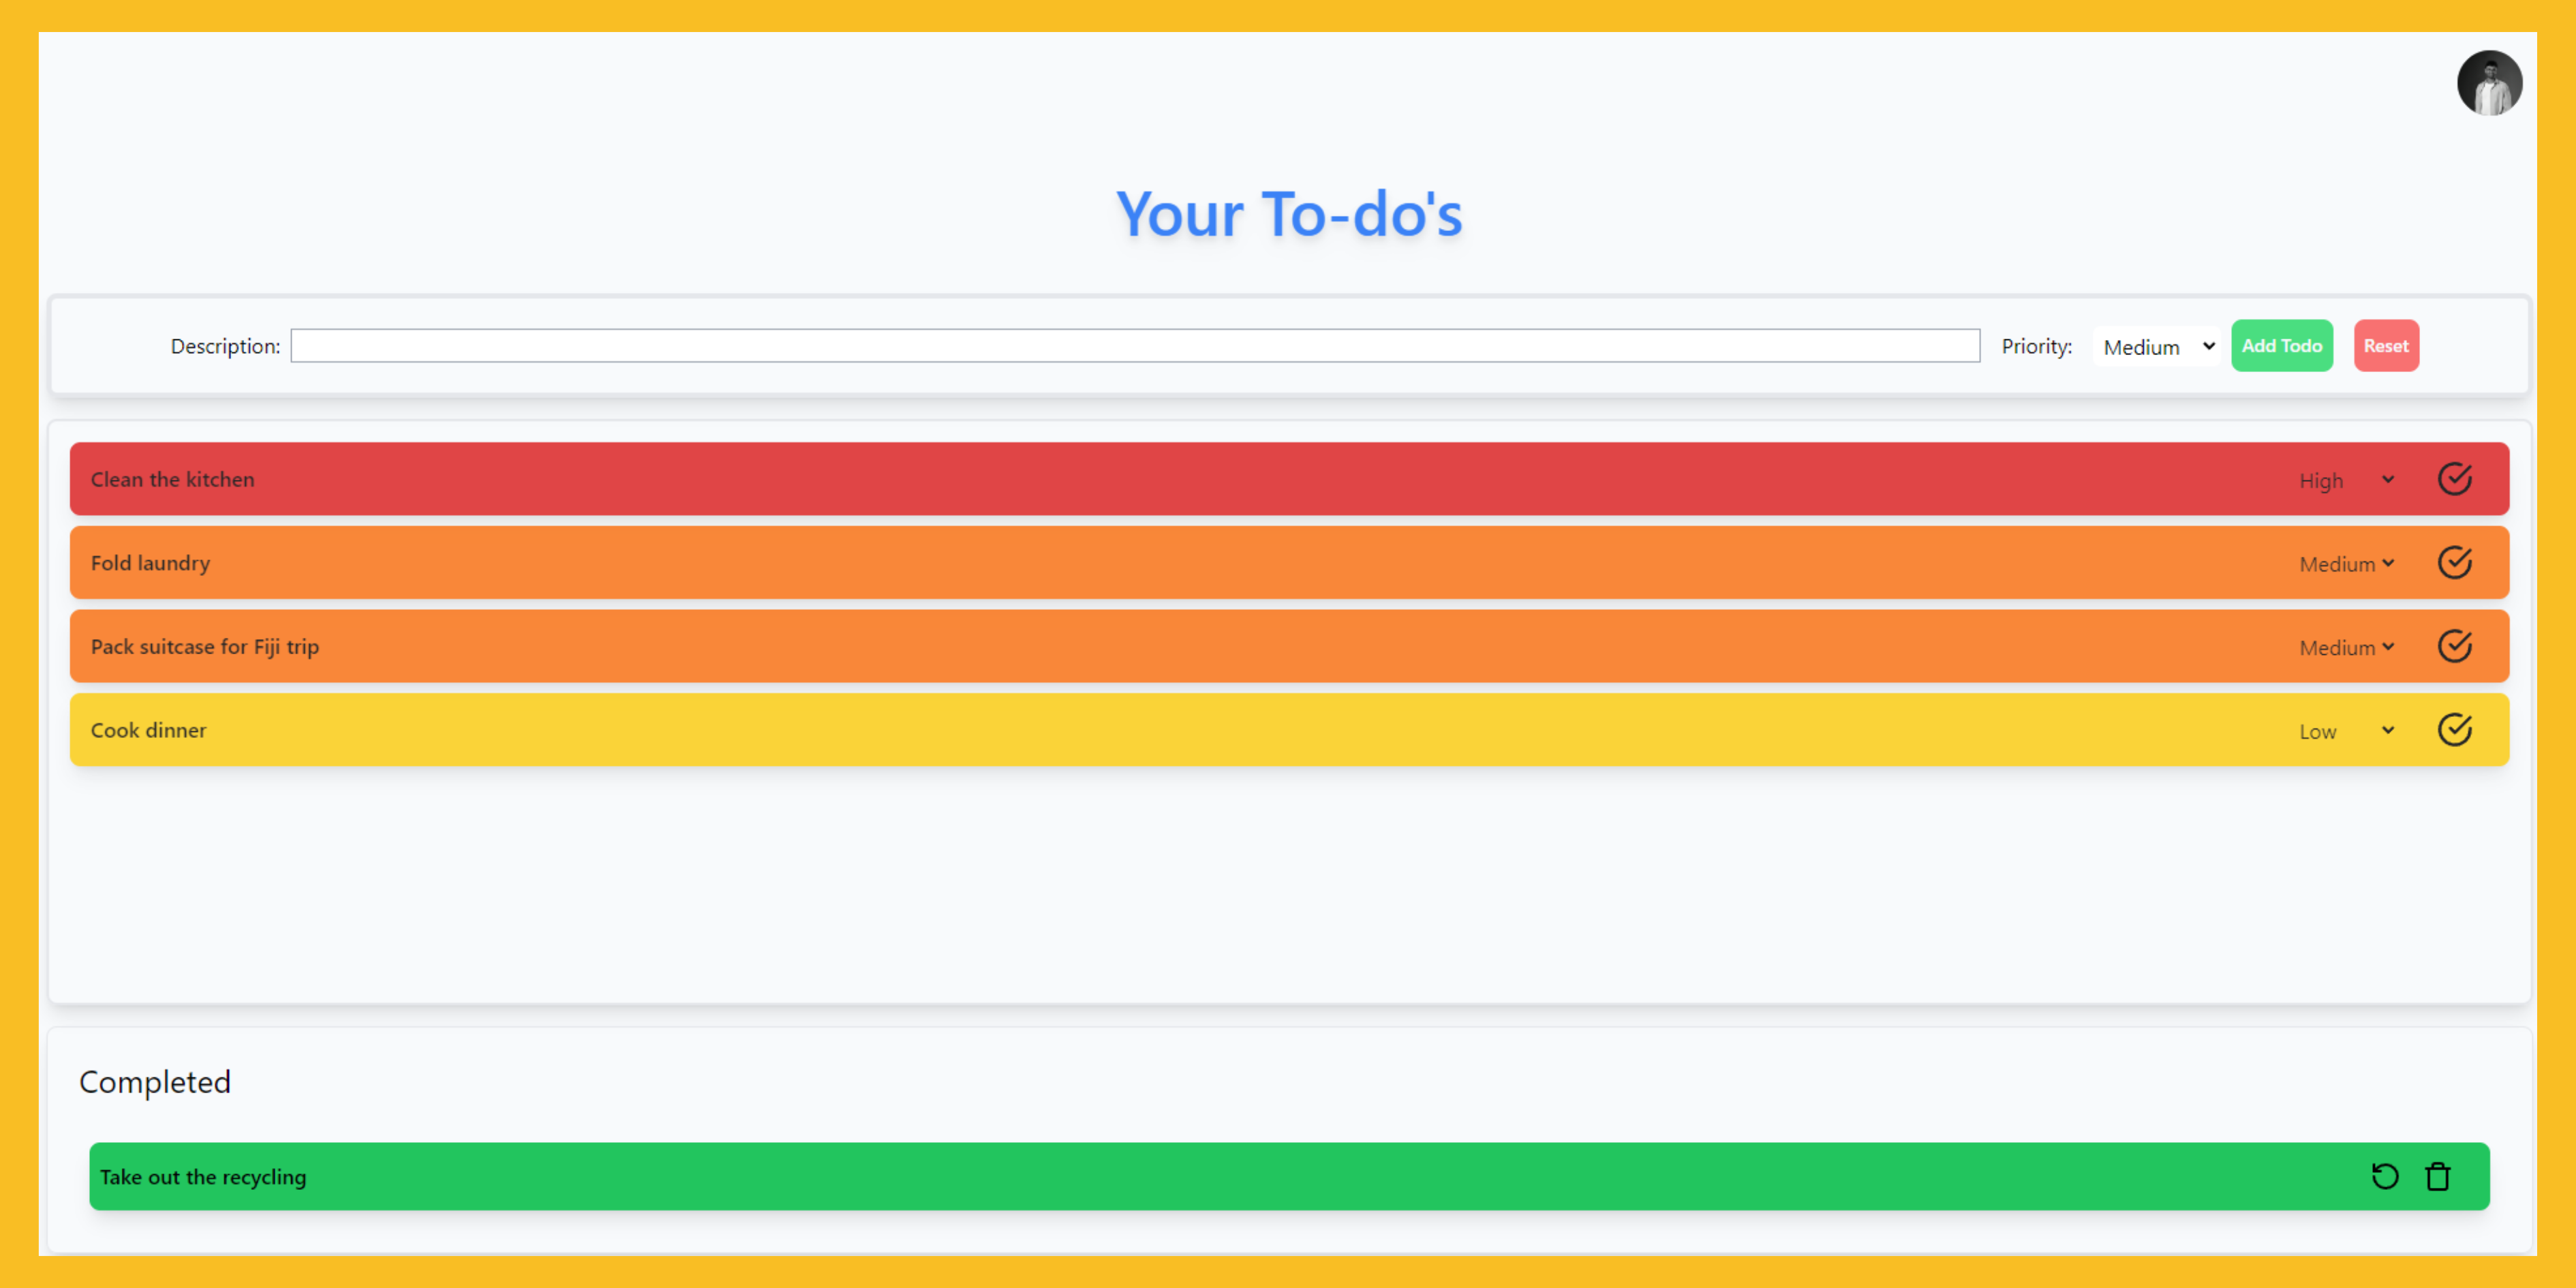 Your To-do's
Description: Priority: Medium Add Todo Reset
Clean the kitchen High
Fold laundry Medium
Pack suitcase for Fiji trip Medium
Cook dinner Low
Completed
Take out the recycling